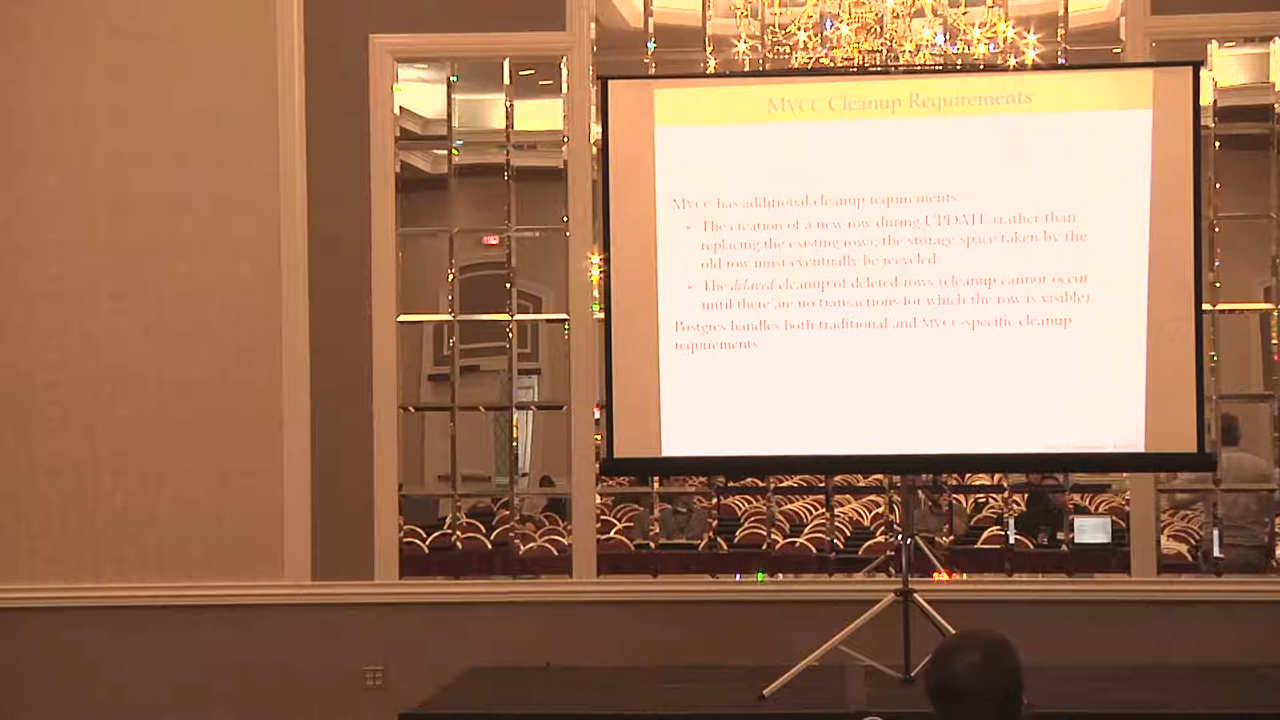 MVCC Cleanup Requirements
MVCC has additional cleanup requirements
The creation of a new row during UPDATE (rather than
replacing the existing row); the storage space taken by the
old row must eventually be recycled.
The delayed cleanup of deleted rows (cleanup cannot occur
until there are no transactions for which the row is visible)
Postgres handles both traditional and MVCC-specific cleanup
requirements.